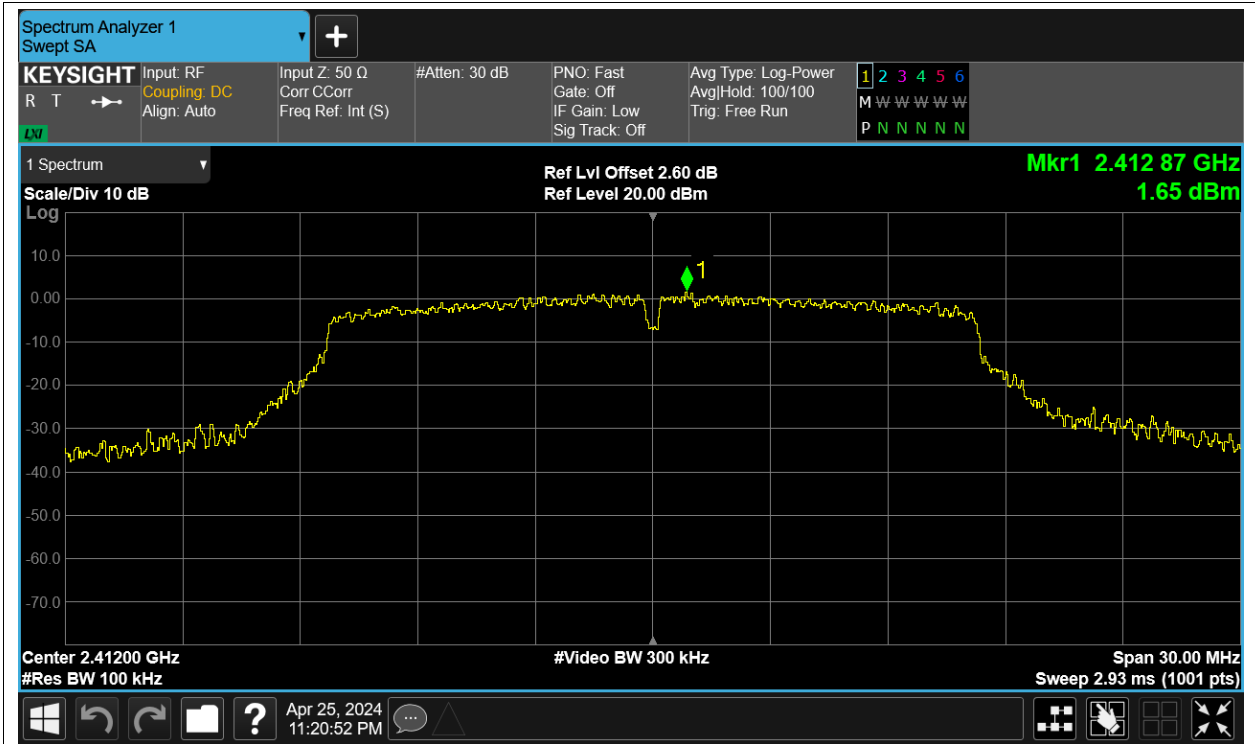 Spectrum Analyzer 1
Swept SA
KEYSIGHT
R T
LXI
Input: RF
Coupling: DC
Align: Auto
Input Z: 50 Ω
Corr CCorr
Freq Ref: Int (S)
#Atten: 30 dB
PNO: Fast
Gate: Off
IF Gain: Low
Sig Track: Off
Avg Type: Log-Power
Avg|Hold: 100/100
Trig: Free Run
1 2 3 4 5 6
M W W W W W
P N N N N N
1 Spectrum
Scale/Div 10 dB
Log
Ref Lvl Offset 2.60 dB
Ref Level 20.00 dBm
Mkr1 2.412 87 GHz
1.65 dBm
10.0
0.00
-10.0
-20.0
-30.0
-40.0
-50.0
-60.0
-70.0
1
Center 2.41200 GHz
#Res BW 100 kHz
#Video BW 300 kHz
Span 30.00 MHz
Sweep 2.93 ms (1001 pts)
?
Apr 25, 2024
11:20:52 PM